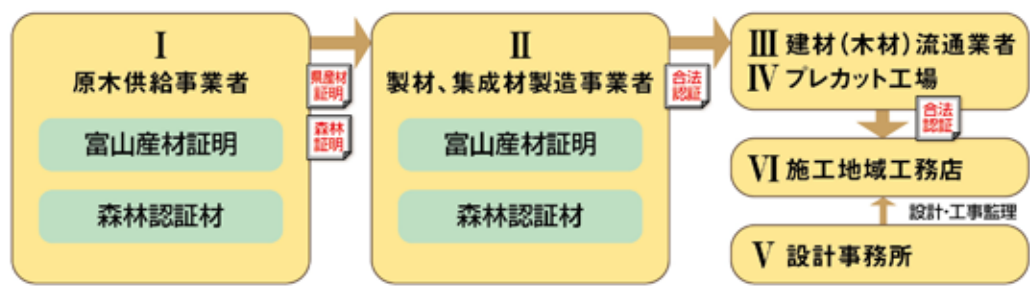 I
原木供給事業者
富山産材証明
森林認証材
県産材
証明
森林
証明
II
製材、集成材製造事業者
富山産材証明
森林認証材
合法
認証
III 建材(木材)流通業者
IV プレカット工場
合法
認証
VI 施工地域工務店
設計・工事監理
V 設計事務所